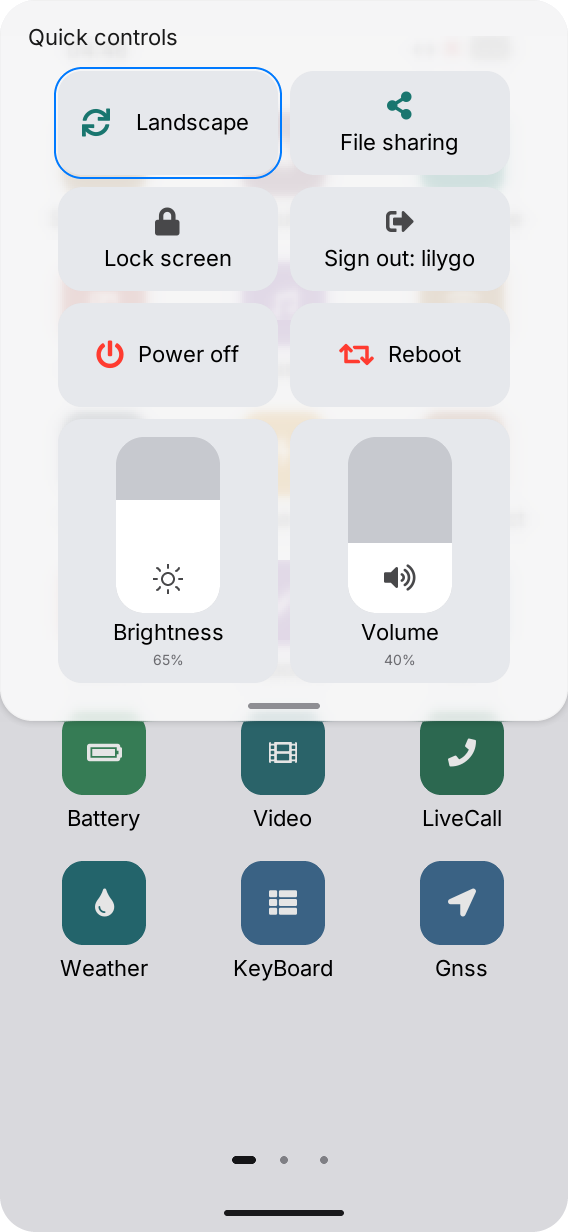 Quick controls
Landscape
File sharing
Lock screen
Sign out: lilygo
Power off
Reboot
Brightness
65%
Volume
40%
Battery
Video
LiveCall
Weather
KeyBoard
Gnss